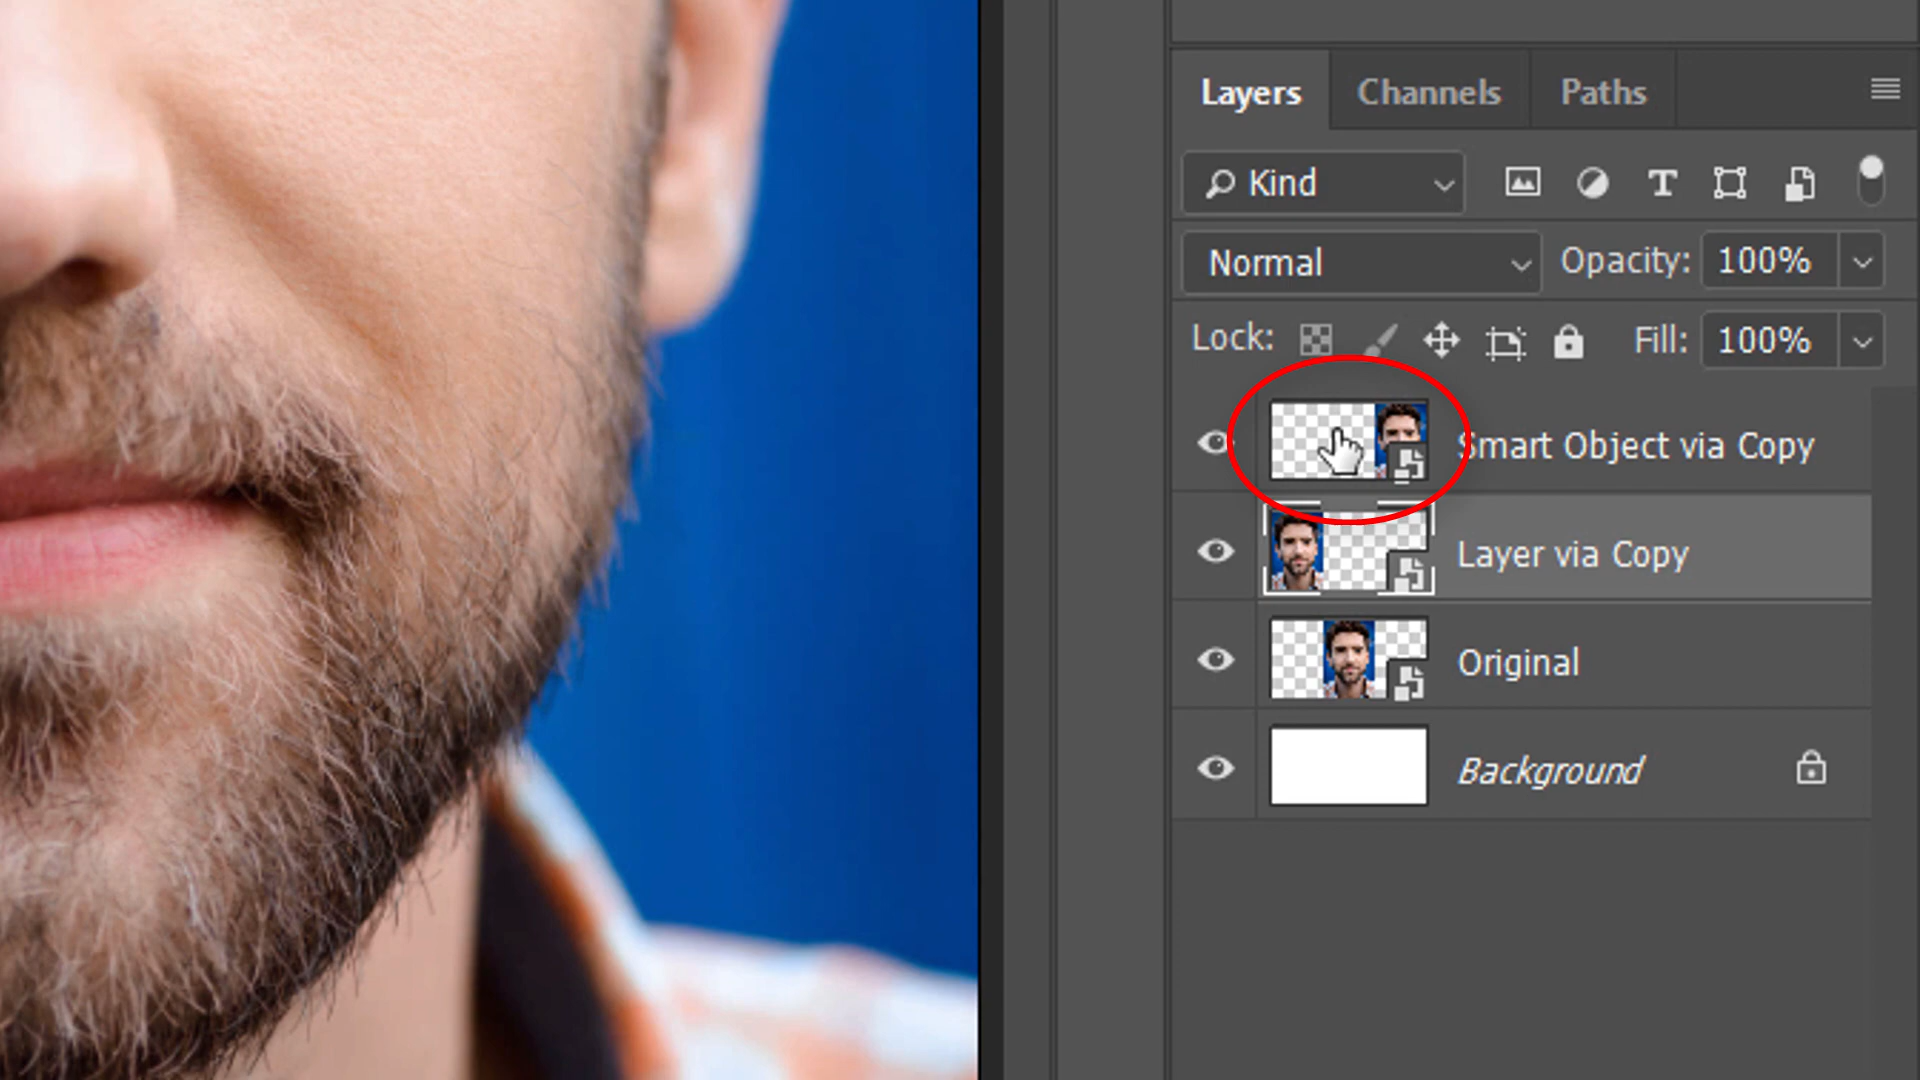 Layers Channels Paths
Kind
Normal Opacity: 100%
Lock: Fill: 100%
Smart Object via Copy
Layer via Copy
Original
Background